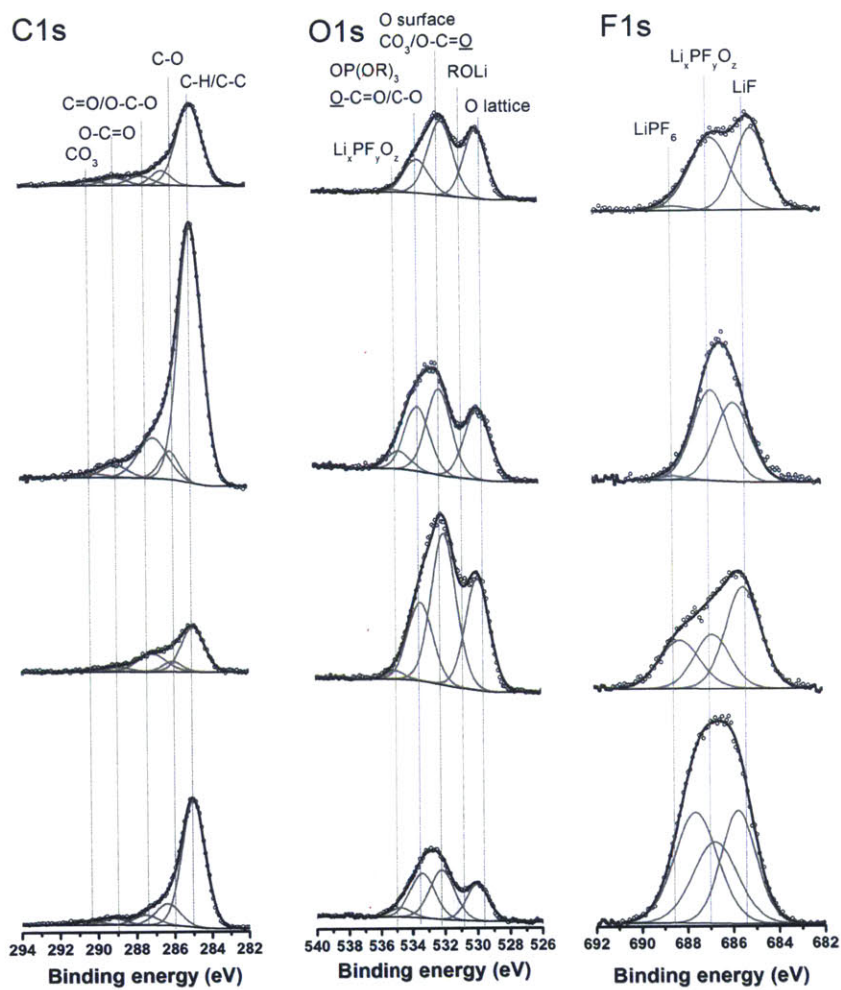 C1s
C-O
C-H/C-C
C=O/O-C-O
O-C=O
CO3
294 292 290 288 286 284 282
Binding energy (eV)
O1s
O surface
CO3/O-C=O
OP(OR)3
ROLi
O-C=O/C-O
O lattice
LixPFyOz
540 538 536 534 532 530 528 526
Binding energy (eV)
F1s
LixPFyOz
LiF
LiPF6
692 690 688 686 684 682
Binding energy (eV)